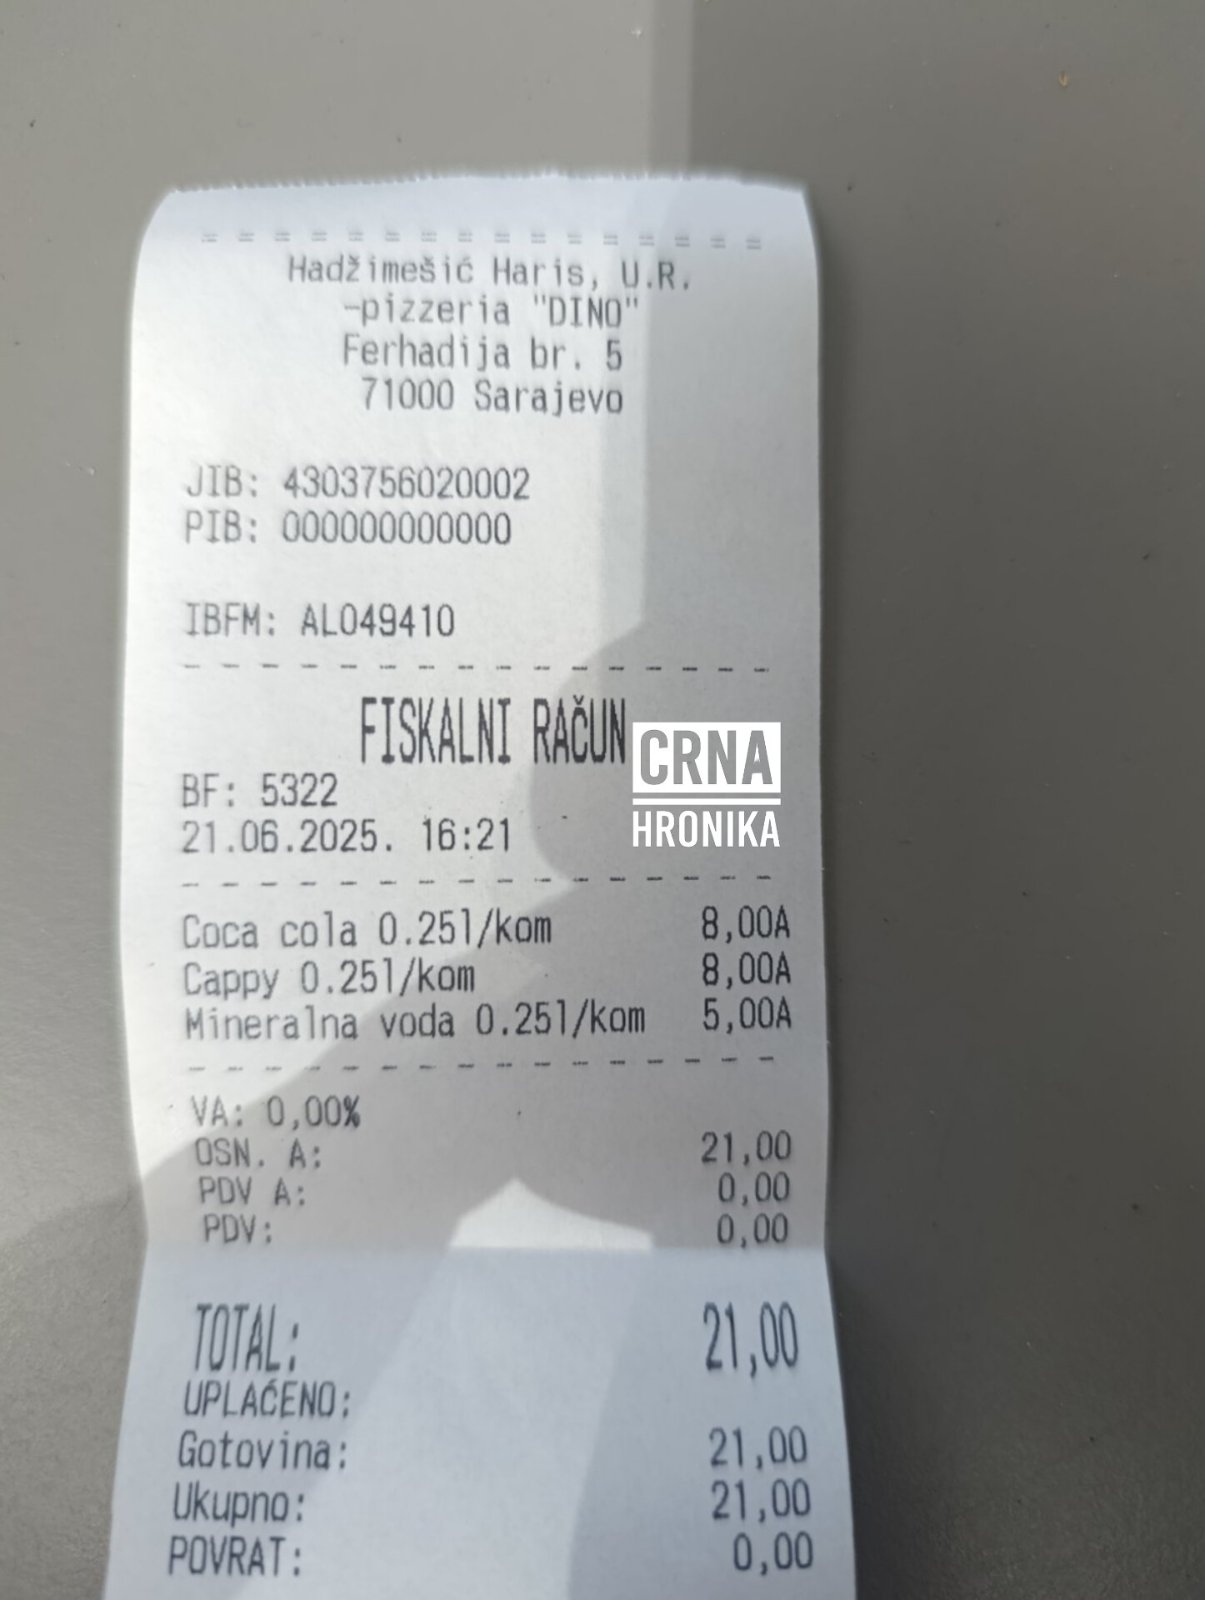 Hadžimešić Haris, U.R.
-pizzeria "DINO"
Ferhadija br. 5
71000 Sarajevo
JIB: 4303756020002
PIB: 000000000000
IBFM: AL049410
FISKALNI RAČUN
CRNA
HRONIKA
BF: 5322
21.06.2025. 16:21
Coca cola 0.25l/kom 8,00A
Cappy 0.25l/kom 8,00A
Mineralna voda 0.25l/kom 5,00A
VA: 0,00%
OSN. A: 21,00
PDV A: 0,00
PDV: 0,00
TOTAL: 21,00
UPLAĆENO:
Gotovina: 21,00
Ukupno: 21,00
POVRAT: 0,00